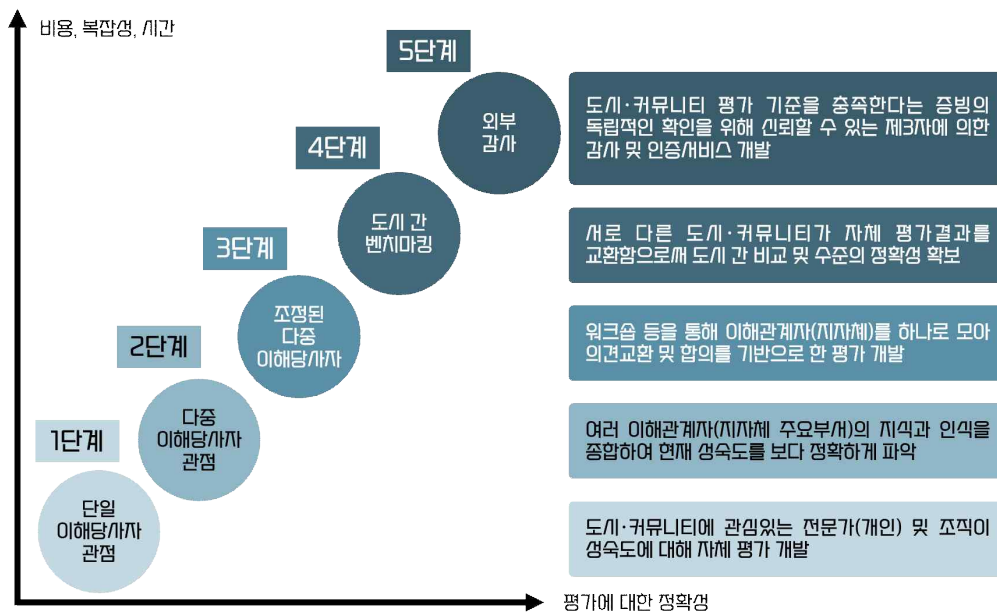 비용, 복잡성, 시간
5단계
외부
감사
도시·커뮤니티 평가 기준을 충족한다는 증빙의
독립적인 확인을 위해 신뢰할 수 있는 제3자에 의한
감사 및 인증서비스 개발
4단계
도시 간
벤치마킹
서로 다른 도시·커뮤니티가 자체 평가결과를
교환함으로써 도시 간 비교 및 수준의 정확성 확보
3단계
조정된
다중
이해당사자
워크숍 등을 통해 이해관계자(지자체)를 하나로 모아
의견교환 및 합의를 기반으로 한 평가 개발
2단계
다중
이해당사자
관점
여러 이해관계자(지자체 주요부서)의 지식과 인식을
종합하여 현재 성숙도를 보다 정확하게 파악
1단계
단일
이해당사자
관점
도시·커뮤니티에 관심있는 전문가(개인) 및 조직이
성숙도에 대해 자체 평가 개발
평가에 대한 정확성